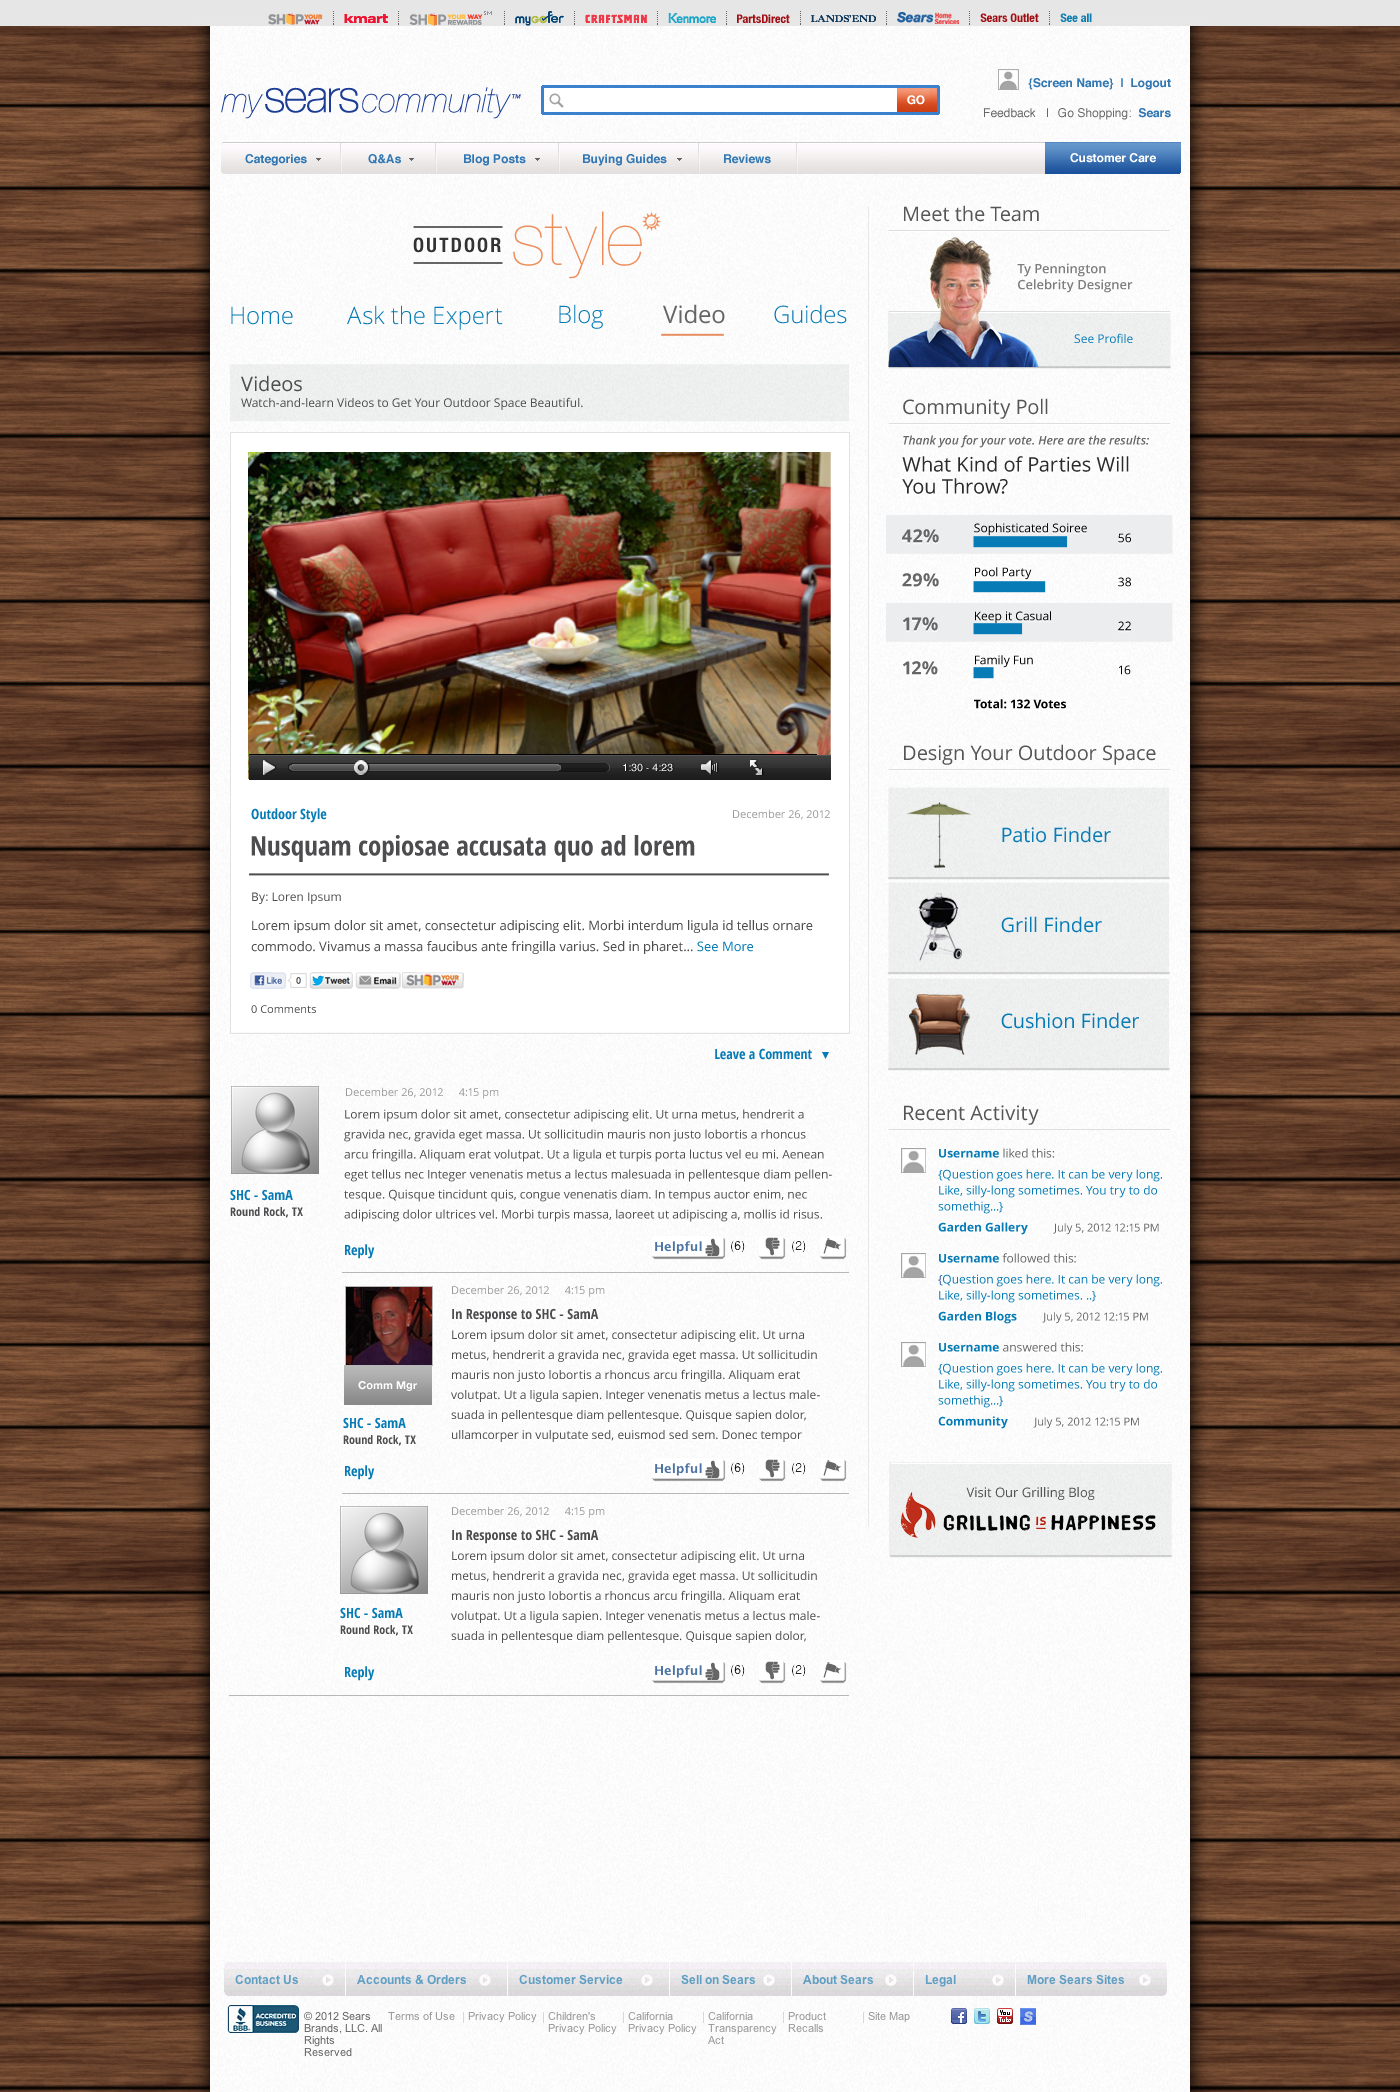 SHOP YOUR WAY kmart SHOP YOUR WAY REWARDS SM mygofer CRAFTSMAN Kenmore PartsDirect LANDS'END Sears Home Services Sears Outlet See all
{Screen Name} | Logout
my sears community™ GO
Feedback | Go Shopping: Sears
Categories Q&As Blog Posts Buying Guides Reviews Customer Care
OUTDOOR style
Home Ask the Expert Blog Video Guides
Videos
Watch-and-learn Videos to Get Your Outdoor Space Beautiful.
1:30 - 4:23
Outdoor Style December 26, 2012
Nusquam copiosae accusata quo ad lorem
By: Loren Ipsum
Lorem ipsum dolor sit amet, consectetur adipiscing elit. Morbi interdum ligula id tellus ornare
commodo. Vivamus a massa faucibus ante fringilla varius. Sed in pharet... See More
Like 0 Tweet Email SHOP YOUR WAY
0 Comments
Leave a Comment ▼
December 26, 2012 4:15 pm
Lorem ipsum dolor sit amet, consectetur adipiscing elit. Ut urna metus, hendrerit a
gravida nec, gravida eget massa. Ut sollicitudin mauris non justo lobortis a rhoncus
arcu fringilla. Aliquam erat volutpat. Ut a ligula et turpis porta luctus vel eu mi. Aenean
eget tellus nec Integer venenatis metus a lectus malesuada in pellentesque diam pellen-
tesque. Quisque tincidunt quis, congue venenatis diam. In tempus auctor enim, nec
adipiscing dolor ultrices vel. Morbi turpis massa, laoreet ut adipiscing a, mollis id risus.
SHC - SamA
Round Rock, TX
Reply Helpful (6) (2)
December 26, 2012 4:15 pm
In Response to SHC - SamA
Lorem ipsum dolor sit amet, consectetur adipiscing elit. Ut urna
metus, hendrerit a gravida nec, gravida eget massa. Ut sollicitudin
mauris non justo lobortis a rhoncus arcu fringilla. Aliquam erat
volutpat. Ut a ligula sapien. Integer venenatis metus a lectus male-
suada in pellentesque diam pellentesque. Quisque sapien dolor,
ullamcorper in vulputate sed, euismod sed sem. Donec tempor
Comm Mgr
SHC - SamA
Round Rock, TX
Reply Helpful (6) (2)
December 26, 2012 4:15 pm
In Response to SHC - SamA
Lorem ipsum dolor sit amet, consectetur adipiscing elit. Ut urna
metus, hendrerit a gravida nec, gravida eget massa. Ut sollicitudin
mauris non justo lobortis a rhoncus arcu fringilla. Aliquam erat
volutpat. Ut a ligula sapien. Integer venenatis metus a lectus male-
suada in pellentesque diam pellentesque. Quisque sapien dolor,
SHC - SamA
Round Rock, TX
Reply Helpful (6) (2)
Meet the Team
Ty Pennington
Celebrity Designer
See Profile
Community Poll
Thank you for your vote. Here are the results:
What Kind of Parties Will
You Throw?
42% Sophisticated Soiree 56
29% Pool Party 38
17% Keep it Casual 22
12% Family Fun 16
Total: 132 Votes
Design Your Outdoor Space
Patio Finder
Grill Finder
Cushion Finder
Recent Activity
Username liked this:
{Question goes here. It can be very long.
Like, silly-long sometimes. You try to do
somethig...}
Garden Gallery July 5, 2012 12:15 PM
Username followed this:
{Question goes here. It can be very long.
Like, silly-long sometimes. ..}
Garden Blogs July 5, 2012 12:15 PM
Username answered this:
{Question goes here. It can be very long.
Like, silly-long sometimes. You try to do
somethig...}
Community July 5, 2012 12:15 PM
Visit Our Grilling Blog
GRILLING IS HAPPINESS
Contact Us Accounts & Orders Customer Service Sell on Sears About Sears Legal More Sears Sites
BBB ACCREDITED BUSINESS
© 2012 Sears
Brands, LLC. All
Rights
Reserved
Terms of Use
Privacy Policy
Children's
Privacy Policy
California
Privacy Policy
California
Transparency
Act
Product
Recalls
Site Map
f t You Tube S